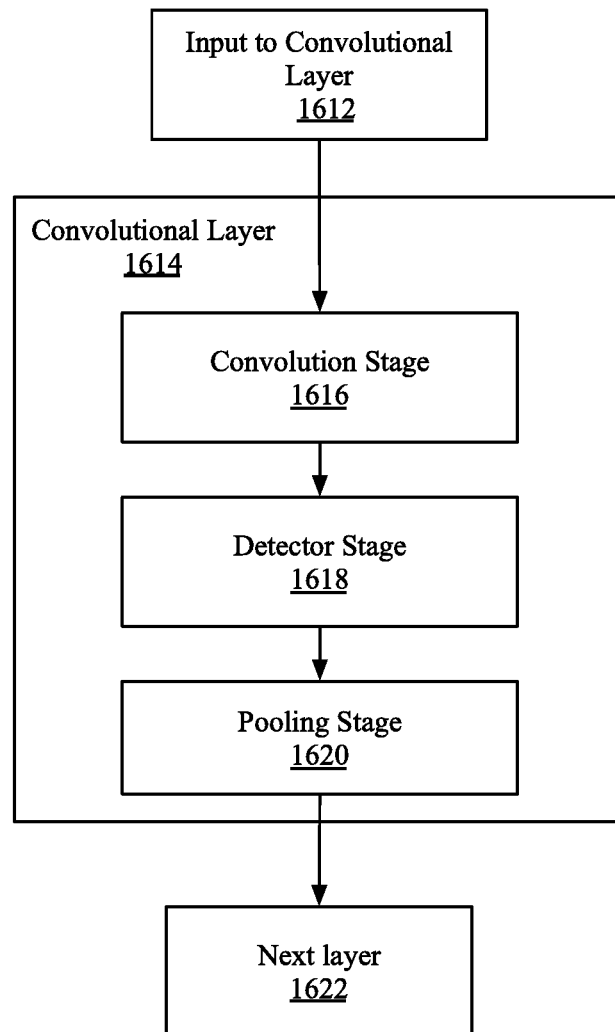 Input to Convolutional
Layer
1612
Convolutional Layer
1614
Convolution Stage
1616
Detector Stage
1618
Pooling Stage
1620
Next layer
1622